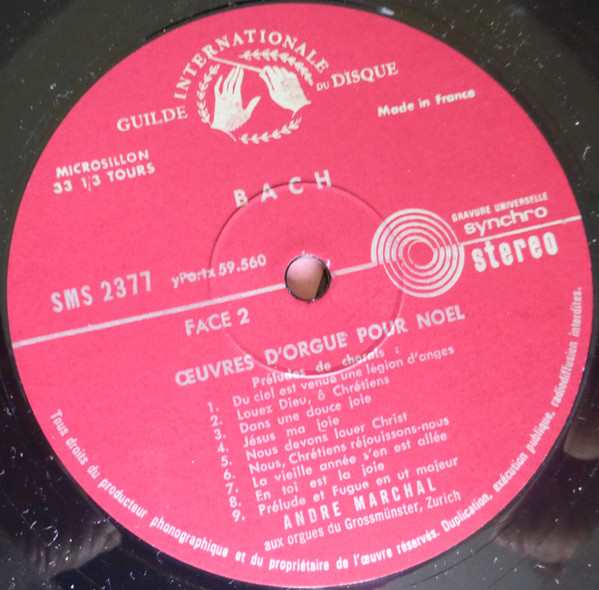 GUILDE INTERNATIONALE DU DISQUE
Made in France
MICROSILLON
33 1/3 TOURS
BACH
GRAVURE UNIVERSELLE
synchro
stereo
SMS 2377
yPartx 59.560
FACE 2
ŒUVRES D'ORGUE POUR NOEL
Préludes de chorals :
1. Du ciel est venue une légion d'anges
2. Louez Dieu, ô Chrétiens
3. Dans une douce joie
4. Jésus ma joie
5. Nous devons louer Christ
6. Nous, Chrétiens réjouissons-nous
7. La vieille année s'en est allée
8. En toi est la joie
9. Prélude et Fugue en ut majeur
ANDRE MARCHAL
aux orgues du Grossmünster, Zurich
Tous droits du producteur phonographique et du propriétaire de l'œuvre réservés. Duplication, exécution publique, radiodiffusion interdites.